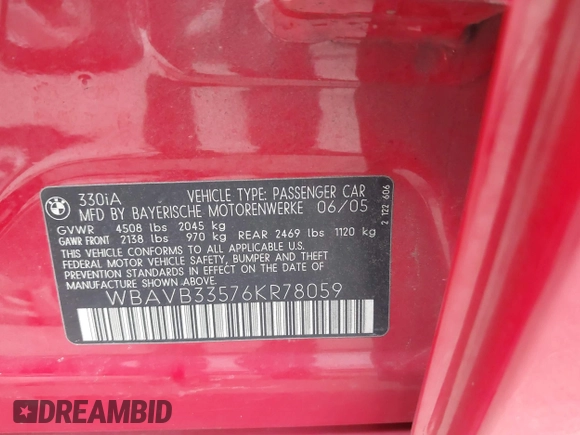 330iA VEHICLE TYPE: PASSENGER CAR
MFD BY BAYERISCHE MOTORENWERKE 06/05
GVWR 4508 lbs 2045 kg
GAWR FRONT 2138 lbs 970 kg REAR 2469 lbs 1120 kg
THIS VEHICLE CONFORMS TO ALL APPLICABLE U.S.
FEDERAL MOTOR VEHICLE SAFETY, BUMPER AND THEFT
PREVENTION STANDARDS IN EFFECT ON THE DATE OF
MANUFACTURE SHOWN ABOVE.
WBAVB33576KR78059
2 122 606
BMW
DREAMBID